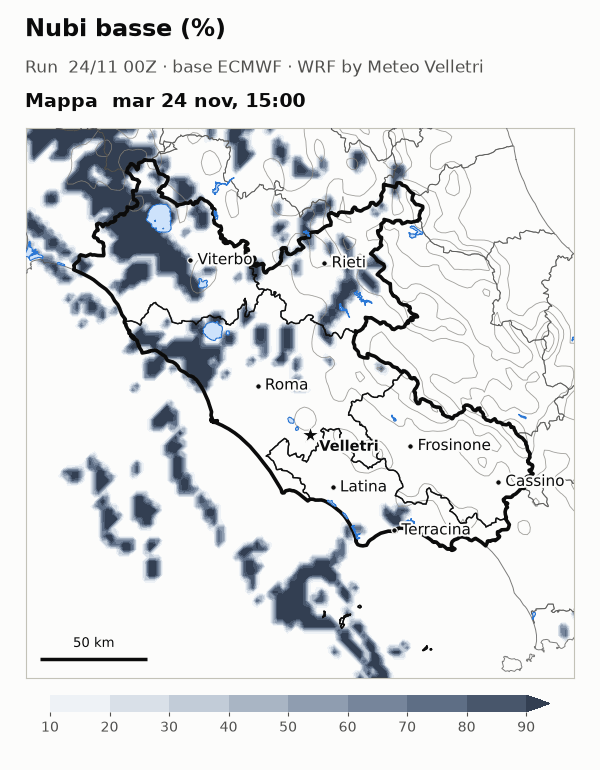 Nubi basse (%)
Run 24/11 00Z · base ECMWF · WRF by Meteo Velletri
Mappa mar 24 nov, 15:00
Viterbo
Rieti
Roma
Velletri
Frosinone
Latina
Cassino
Terracina
50 km
10 20 30 40 50 60 70 80 90